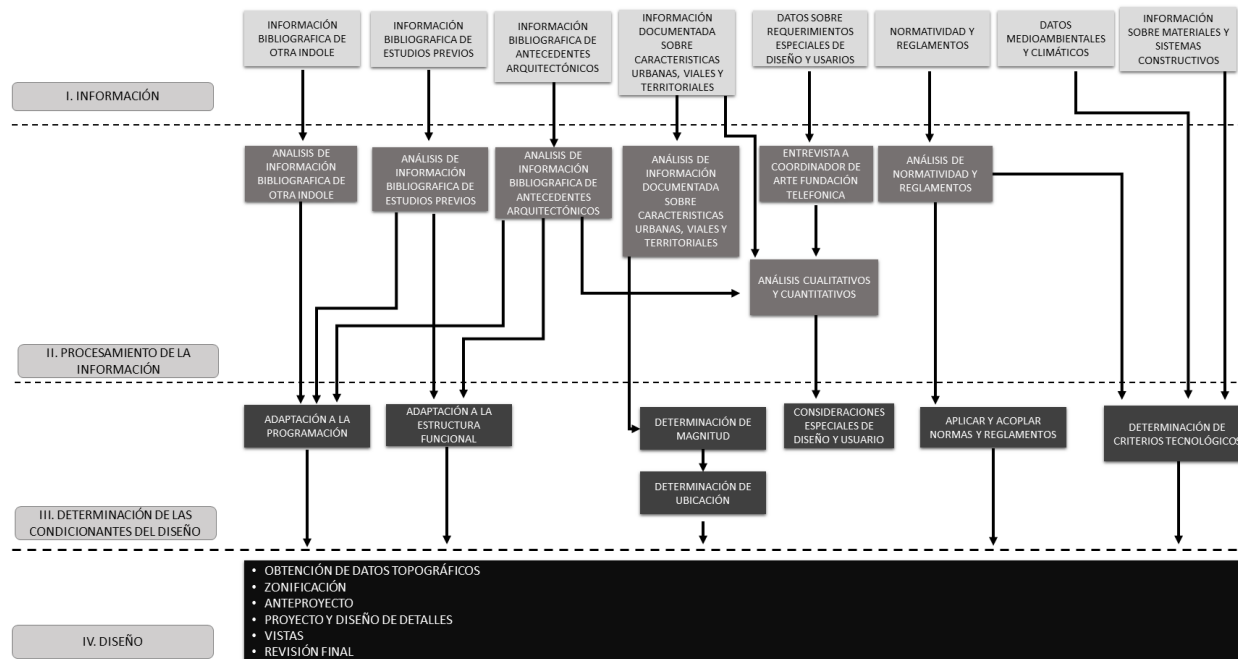 INFORMACIÓN
BIBLIOGRAFICA DE
OTRA INDOLE
INFORMACIÓN
BIBLIOGRAFICA DE
ESTUDIOS PREVIOS
INFORMACIÓN
BIBLIOGRAFICA DE
ANTECEDENTES
ARQUITECTÓNICOS
INFORMACIÓN
DOCUMENTADA
SOBRE
CARACTERISTICAS
URBANAS, VIALES Y
TERRITORIALES
DATOS SOBRE
REQUERIMIENTOS
ESPECIALES DE
DISEÑO Y USARIOS
NORMATIVIDAD Y
REGLAMENTOS
DATOS
MEDIOAMBIENTALES
Y CLIMÁTICOS
INFORMACIÓN
SOBRE MATERIALES Y
SISTEMAS
CONSTRUCTIVOS
I. INFORMACIÓN
ANALISIS DE
INFORMACIÓN
BIBLIOGRAFICA DE
OTRA INDOLE
ANÁLISIS DE
INFORMACIÓN
BIBLIOGRAFICA DE
ESTUDIOS PREVIOS
ANALISIS DE
INFORMACIÓN
BIBLIOGRAFICA DE
ANTECEDENTES
ARQUITECTÓNICOS
ANÁLISIS DE
INFORMACIÓN
DOCUMENTADA
SOBRE
CARACTERISTICAS
URBANAS, VIALES Y
TERRITORIALES
ENTREVISTA A
COORDINADOR DE
ARTE FUNDACIÓN
TELEFONICA
ANÁLISIS DE
NORMATIVIDAD Y
REGLAMENTOS
ANÁLISIS CUALITATIVOS
Y CUANTITATIVOS
II. PROCESAMIENTO DE LA
INFORMACIÓN
ADAPTACIÓN A LA
PROGRAMACIÓN
ADAPTACIÓN A LA
ESTRUCTURA
FUNCIONAL
DETERMINACIÓN DE
MAGNITUD
CONSIDERACIONES
ESPECIALES DE
DISEÑO Y USUARIO
APLICAR Y ACOPLAR
NORMAS Y REGLAMENTOS
DETERMINACIÓN DE
CRITERIOS TECNOLÓGICOS
DETERMINACIÓN DE
UBICACIÓN
III. DETERMINACIÓN DE LAS
CONDICIONANTES DEL DISEÑO
• OBTENCIÓN DE DATOS TOPOGRÁFICOS
• ZONIFICACIÓN
• ANTEPROYECTO
• PROYECTO Y DISEÑO DE DETALLES
• VISTAS
• REVISIÓN FINAL
IV. DISEÑO